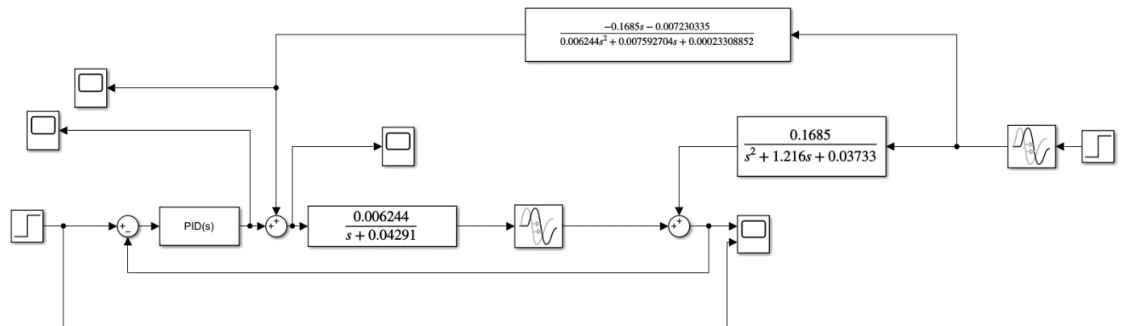 −0.1685s − 0.007230335
0.006244s² + 0.007592704s + 0.00023308852
0.1685
s² + 1.216s + 0.03733
PID(s)
0.006244
s + 0.04291